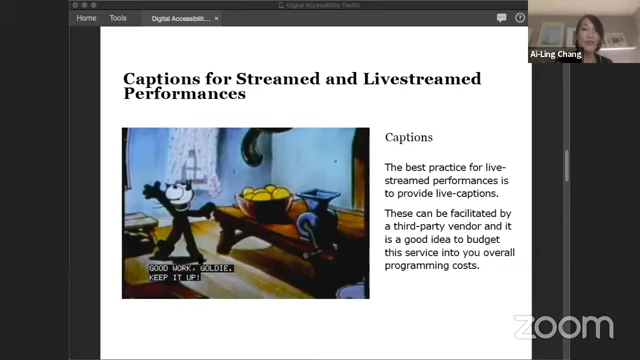 Digital Accessibility Toolkit
Home Tools Digital Accessibilit... ×
Ai-Ling Chang
Captions for Streamed and Livestreamed
Performances
GOOD WORK, GOLDIE.
KEEP IT UP!
Captions
The best practice for live-
streamed performances is
to provide live-captions.
These can be facilitated by
a third-party vendor and it
is a good idea to budget
this service into you overall
programming costs.
zoom